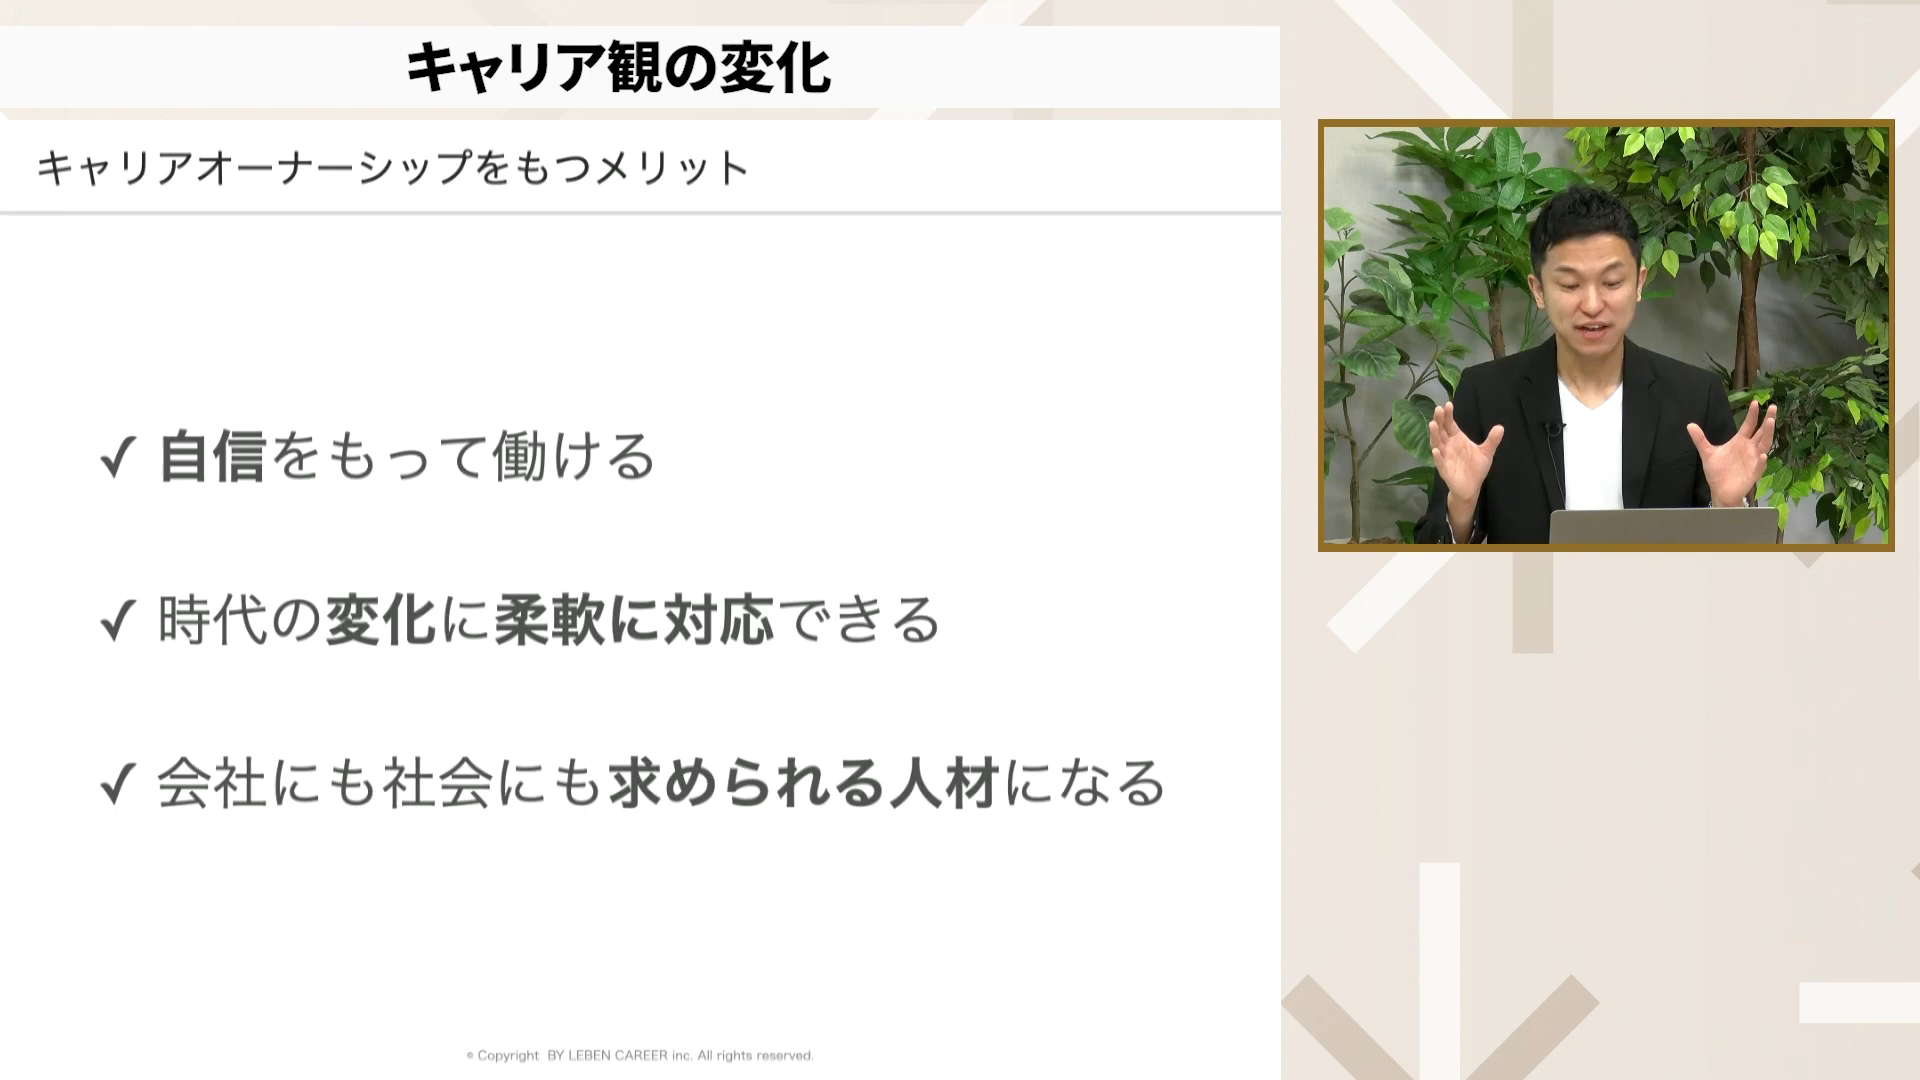 キャリア観の変化
キャリアオーナーシップをもつメリット
✓ 自信をもって働ける
✓ 時代の変化に柔軟に対応できる
✓ 会社にも社会にも求められる人材になる
© Copyright BY LEBEN CAREER inc. All rights reserved.